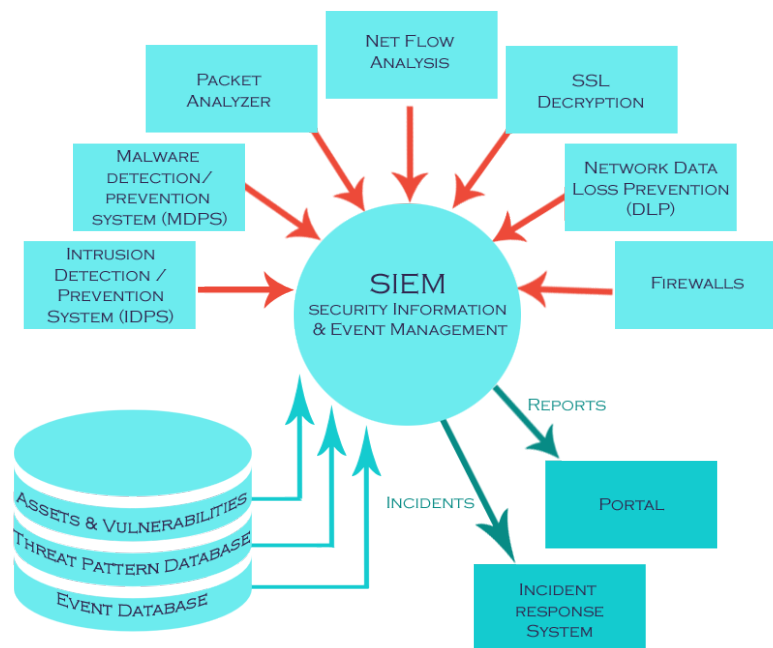 Net Flow
Analysis
Packet
Analyzer
SSL
Decryption
Malware
detection/
prevention
system (MDPS)
Network Data
Loss Prevention
(DLP)
Intrusion
Detection /
Prevention
System (IDPS)
SIEM
security Information
& Event Management
Firewalls
Reports
Assets & Vulnerabilities
Incidents
Portal
Threat Pattern Database
Event Database
Incident
response
System